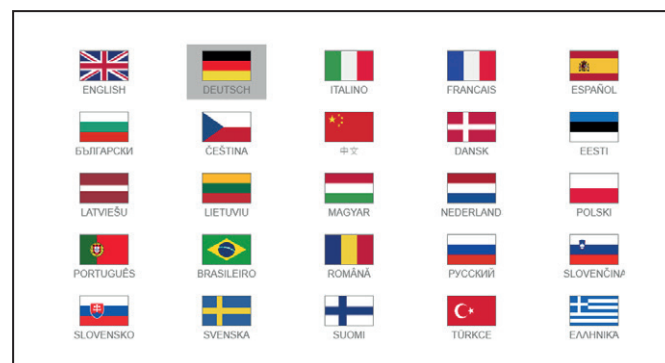 ENGLISH
DEUTSCH
ITALINO
FRANCAIS
ESPAÑOL
БЪЛГАРСКИ
ČEŠTINA
中文
DANSK
EESTI
LATVIEŠU
LIETUVIU
MAGYAR
NEDERLAND
POLSKI
PORTUGUÊS
BRASILEIRO
ROMÂNĂ
РУССКИЙ
SLOVENČINA
SLOVENSKO
SVENSKA
SUOMI
TÜRKCE
ΕΛΛΗΝΙΚΑ